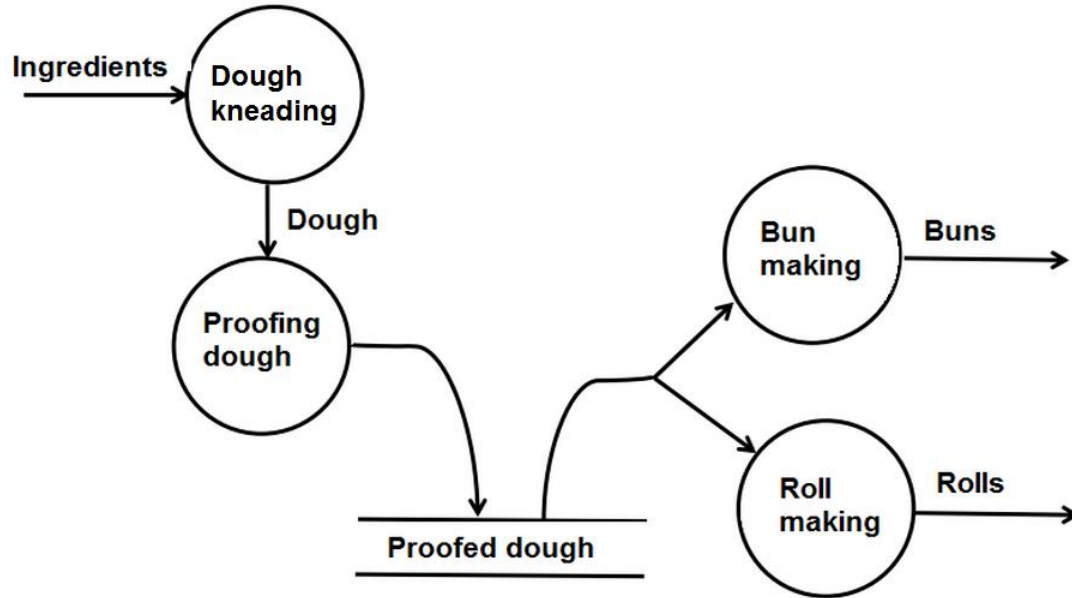 Ingredients
Dough
kneading
Dough
Proofing
dough
Proofed dough
Bun
making
Buns
Roll
making
Rolls